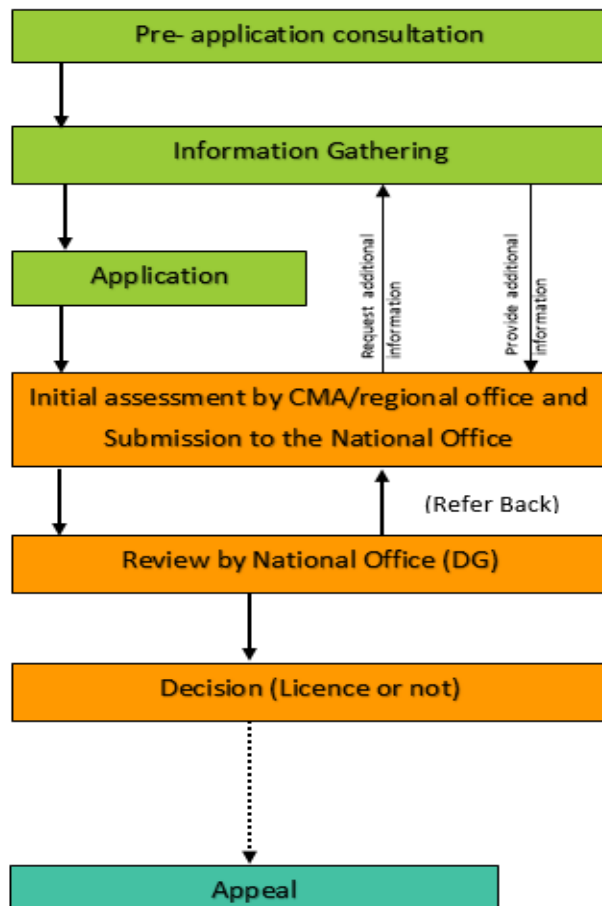 Pre- application consultation
Information Gathering
Request additional
information
Provide additional
information
Application
Initial assessment by CMA/regional office and
Submission to the National Office
(Refer Back)
Review by National Office (DG)
Decision (Licence or not)
Appeal